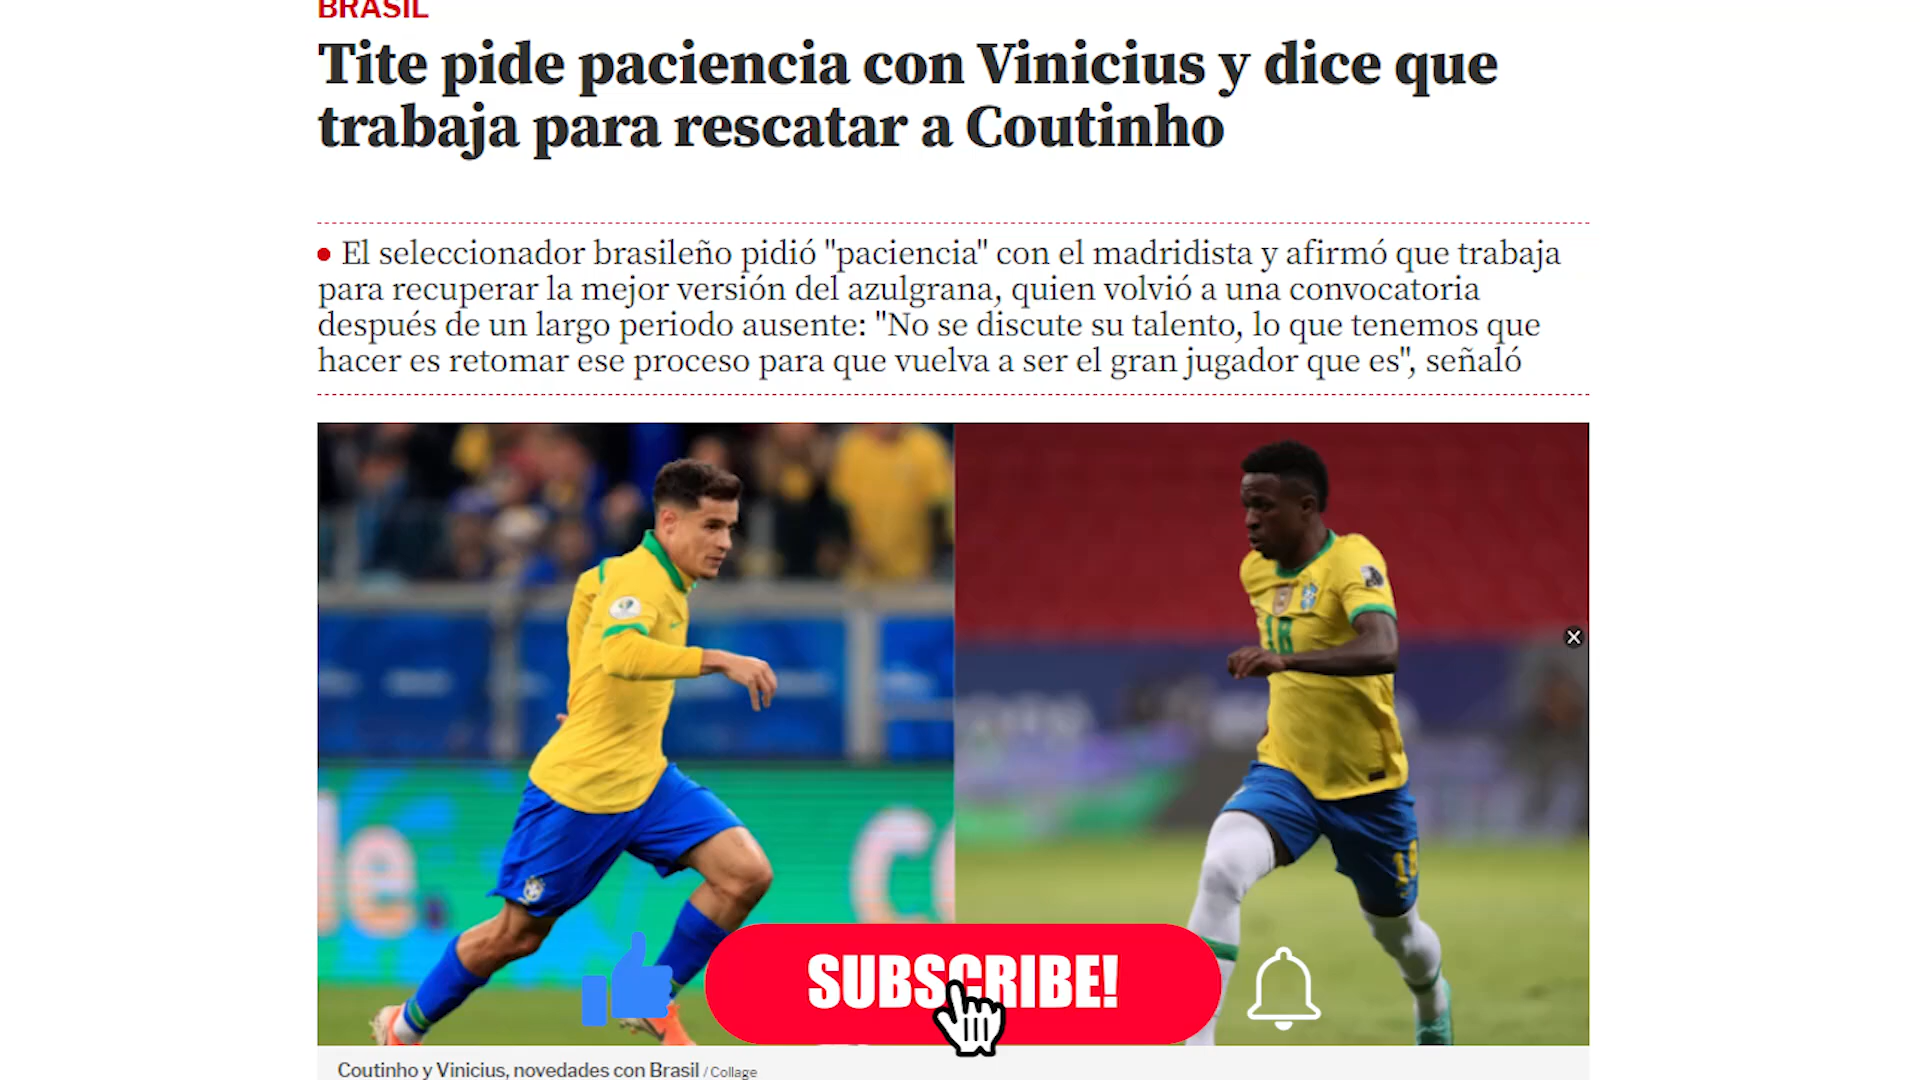 BRASIL
Tite pide paciencia con Vinicius y dice que
trabaja para rescatar a Coutinho
El seleccionador brasileño pidió "paciencia" con el madridista y afirmó que trabaja
para recuperar la mejor versión del azulgrana, quien volvió a una convocatoria
después de un largo periodo ausente: "No se discute su talento, lo que tenemos que
hacer es retomar ese proceso para que vuelva a ser el gran jugador que es", señaló
18
SUBSCRIBE!
Coutinho y Vinicius, novedades con Brasil / Collage